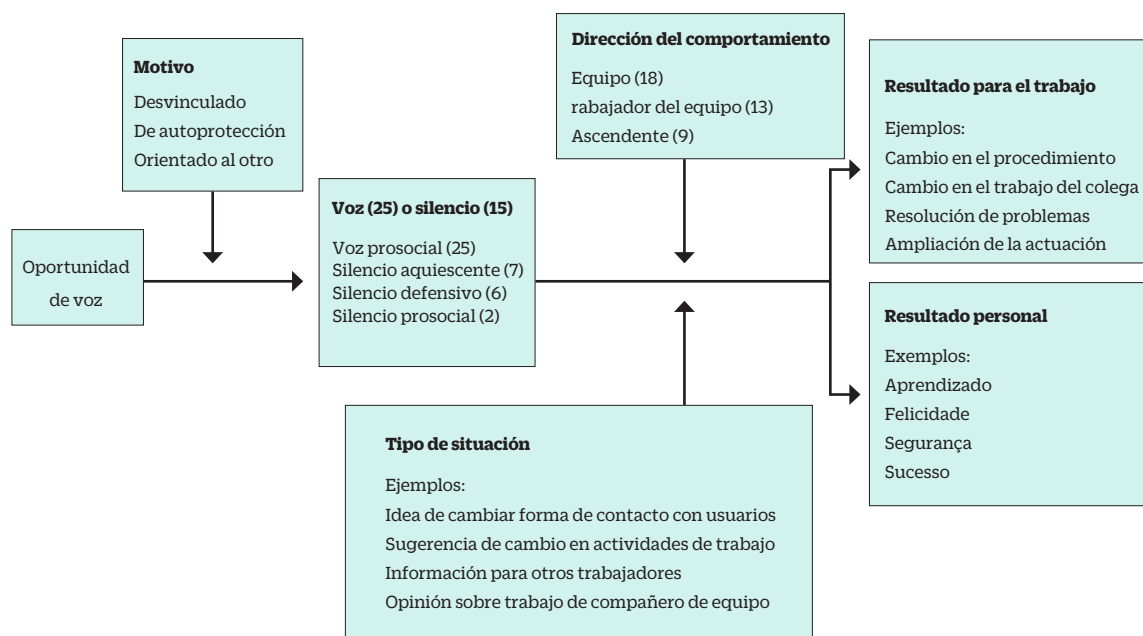 Motivo
Desvinculado
De autoprotección
Orientado al otro
Dirección del comportamiento
Equipo (18)
rabajador del equipo (13)
Ascendente (9)
Resultado para el trabajo
Ejemplos:
Cambio en el procedimiento
Cambio en el trabajo del colega
Resolución de problemas
Ampliación de la actuación
Oportunidad
de voz
Voz (25) o silencio (15)
Voz prosocial (25)
Silencio aquiescente (7)
Silencio defensivo (6)
Silencio prosocial (2)
Resultado personal
Exemplos:
Aprendizado
Felicidade
Segurança
Sucesso
Tipo de situación
Ejemplos:
Idea de cambiar forma de contacto con usuarios
Sugerencia de cambio en actividades de trabajo
Información para otros trabajadores
Opinión sobre trabajo de compañero de equipo